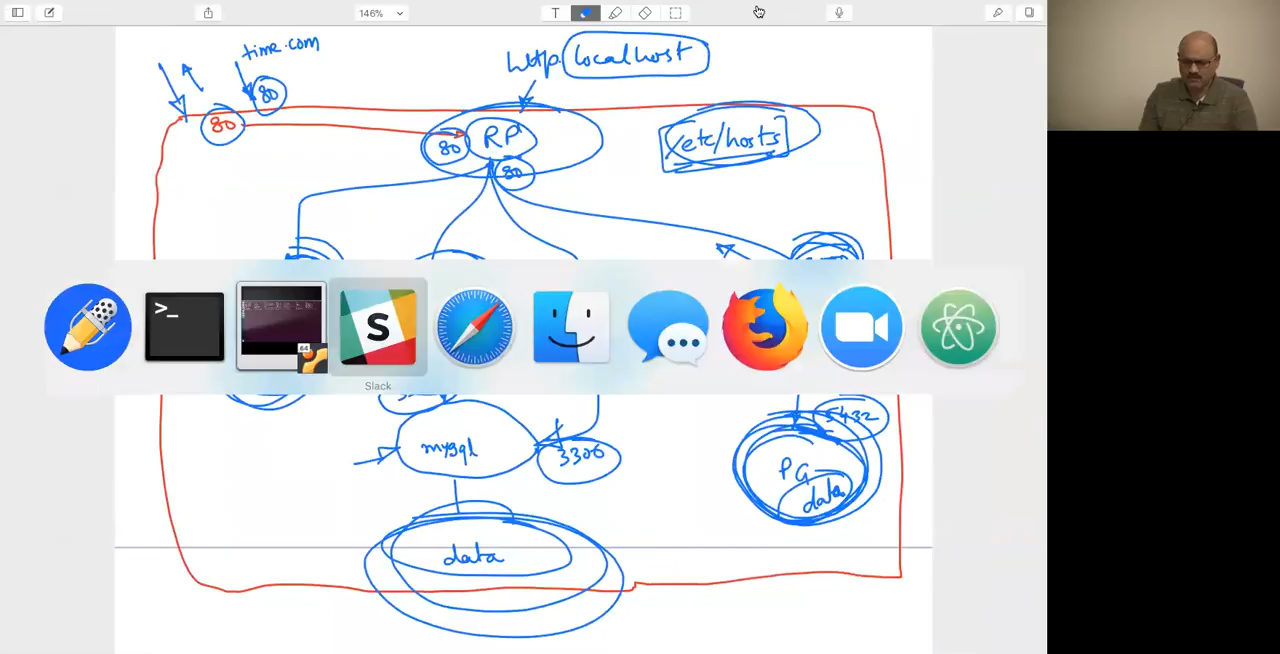 146%
T
time.com
80
http.
localhost
80
80
RP
80
/etc/hosts
>_
64
S
Slack
5432
mysql
3306
PG
data
data